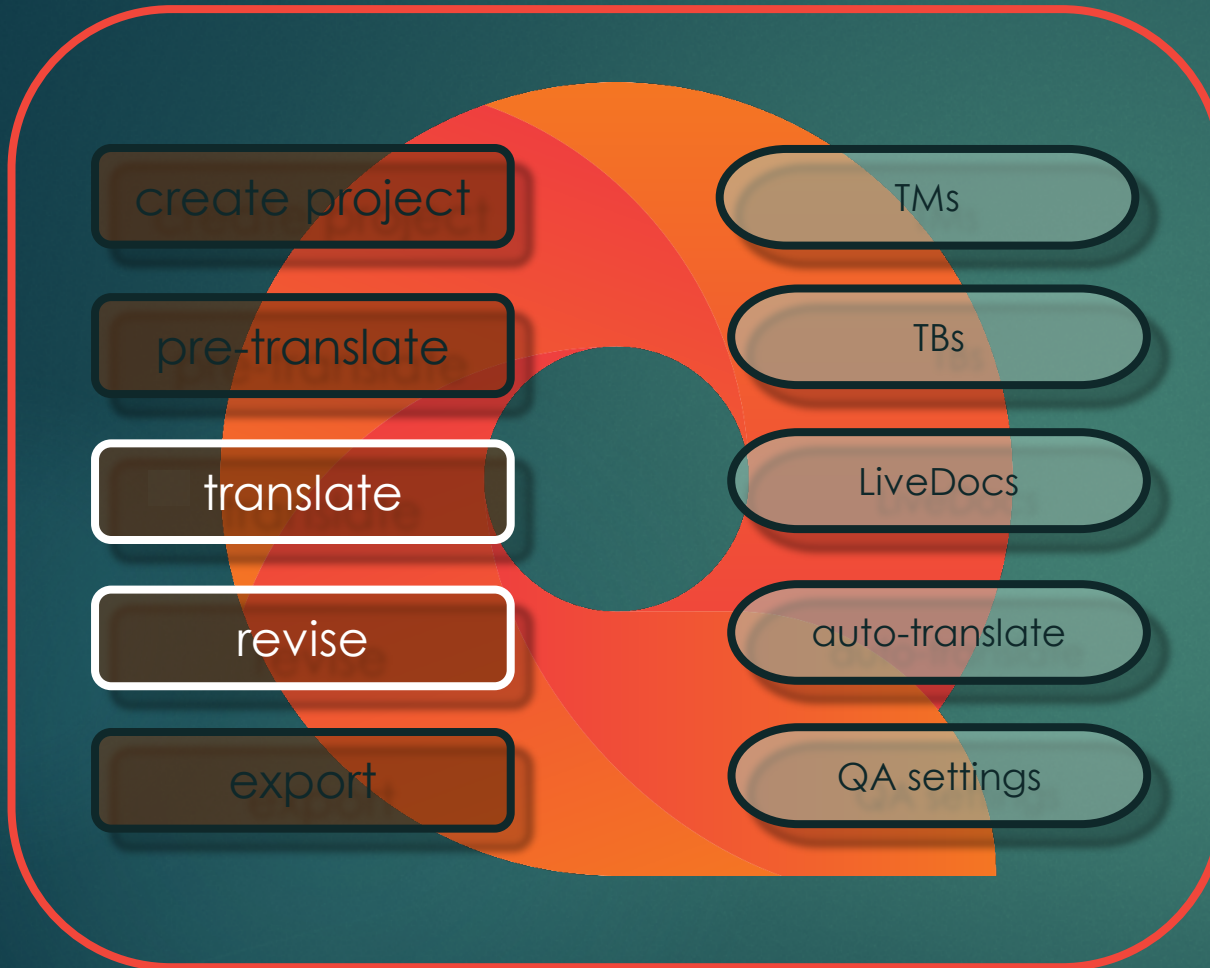 create project
pre-translate
translate
revise
export
TMs
TBs
LiveDocs
auto-translate
QA settings